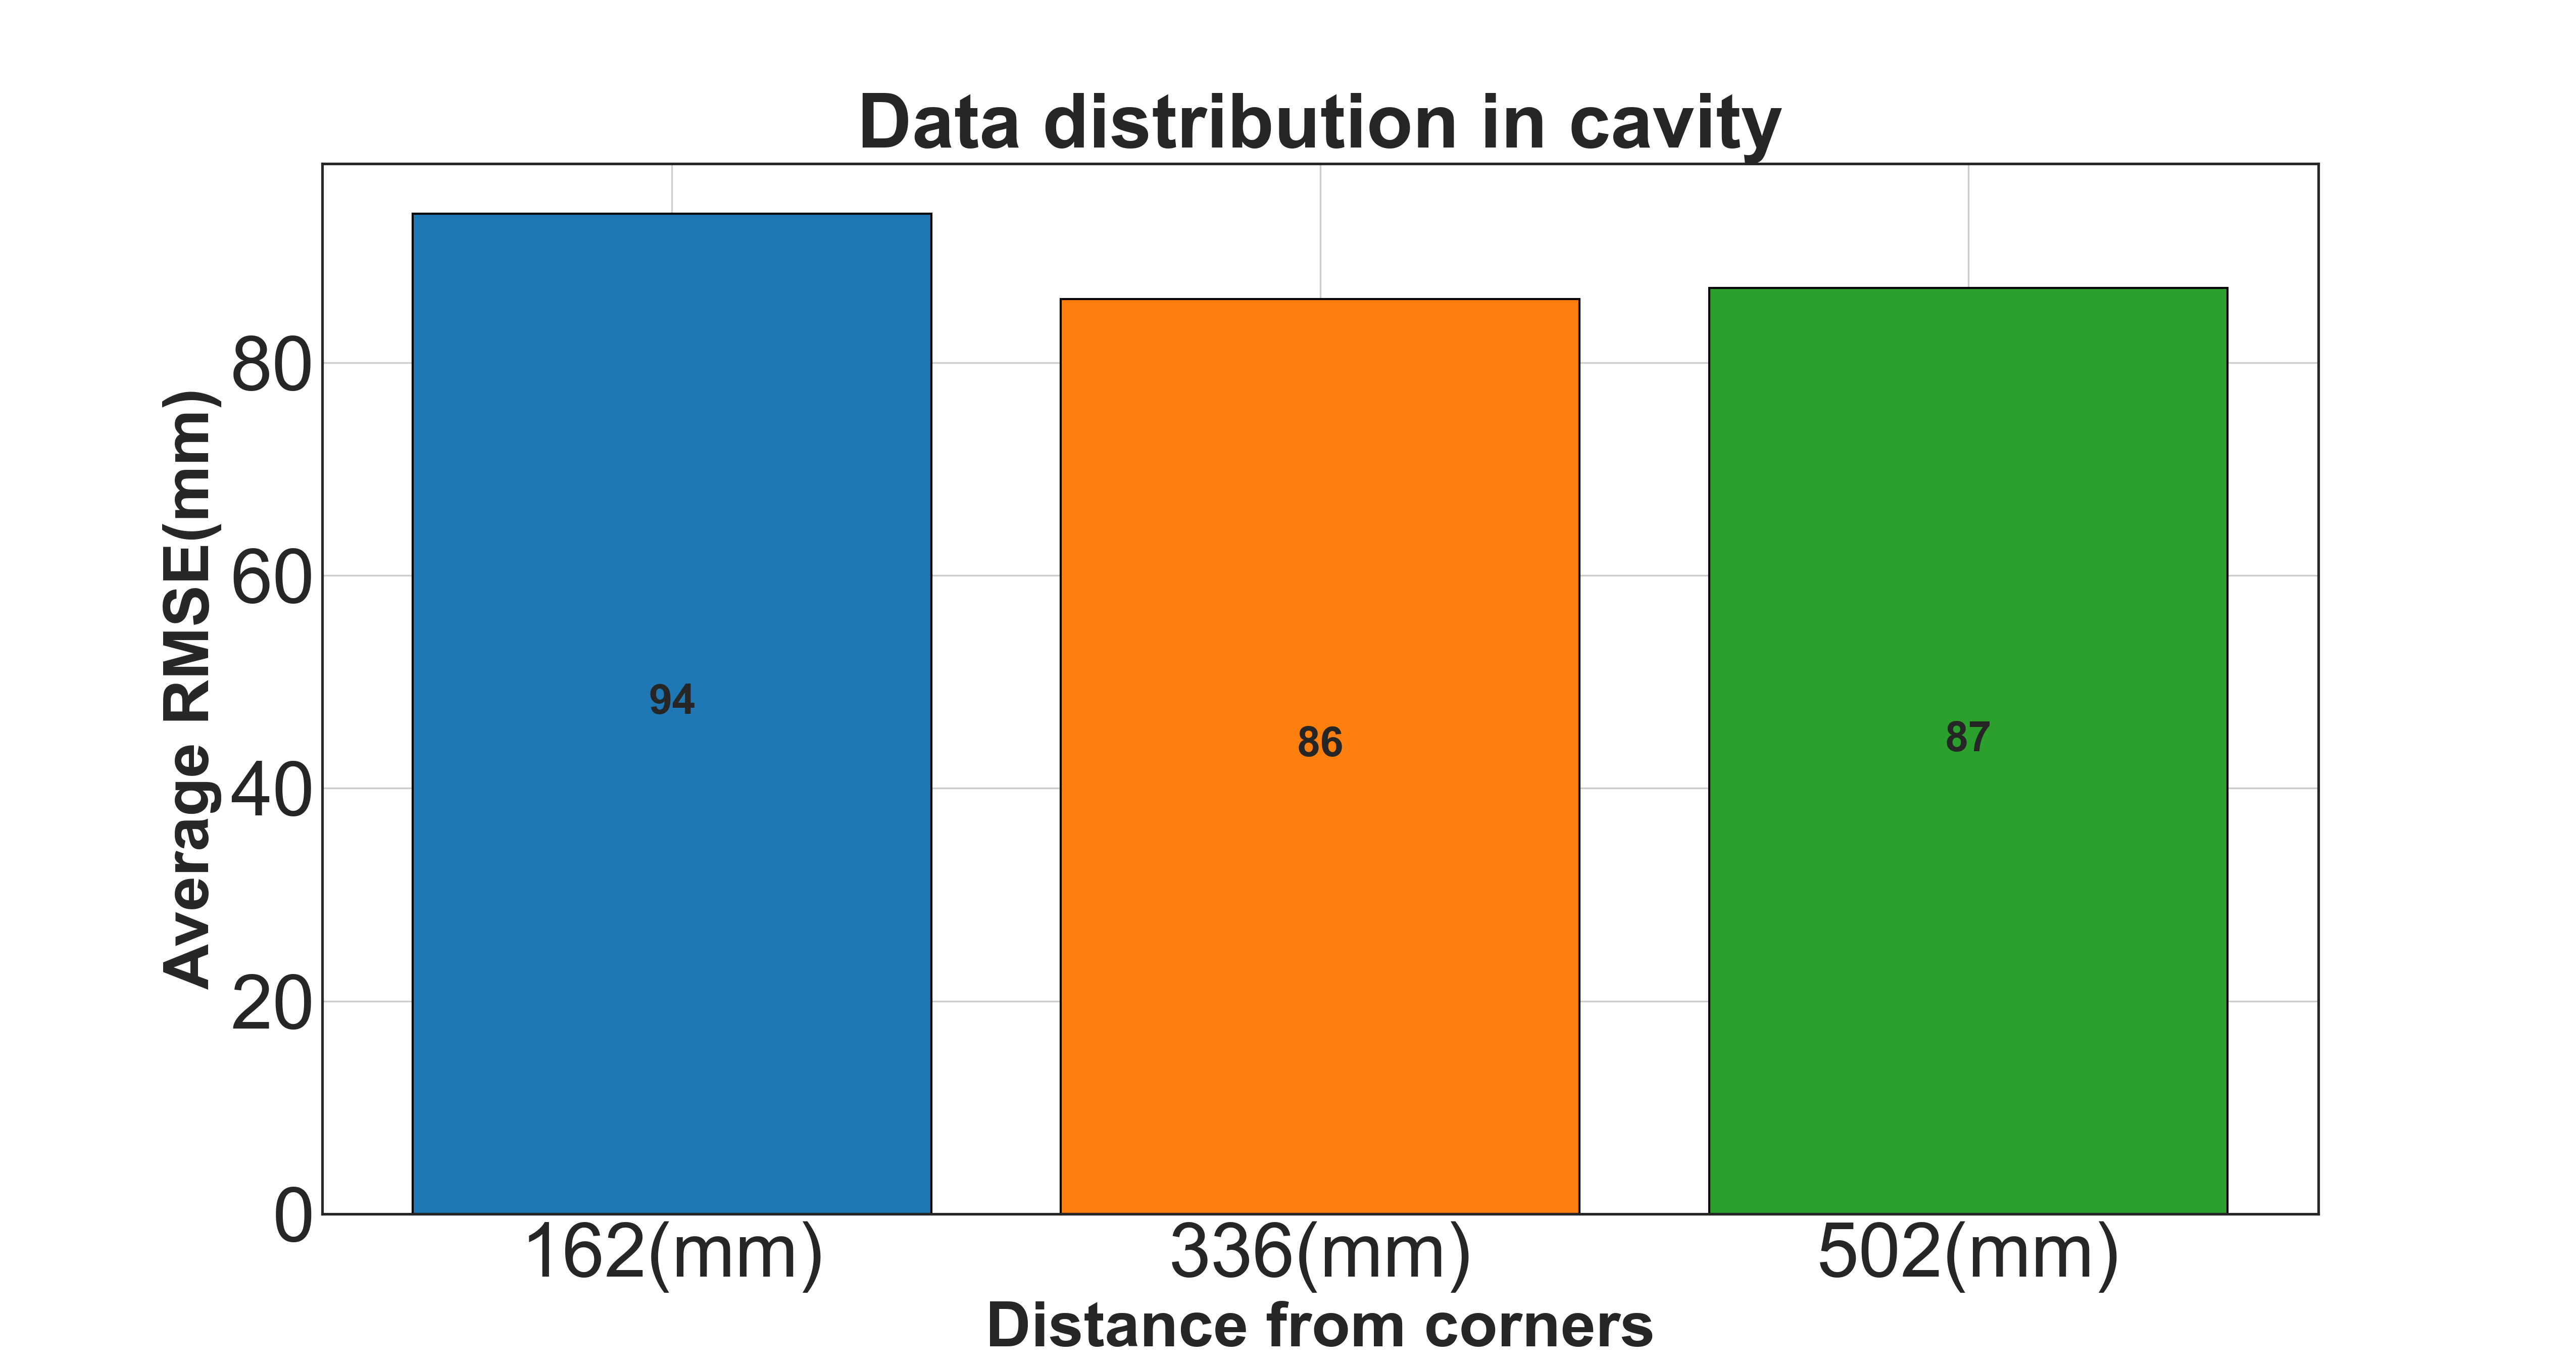 Data distribution in cavity
Average RMSE(mm)
80
60
40
20
0
94
86
87
162(mm) 336(mm) 502(mm)
Distance from corners